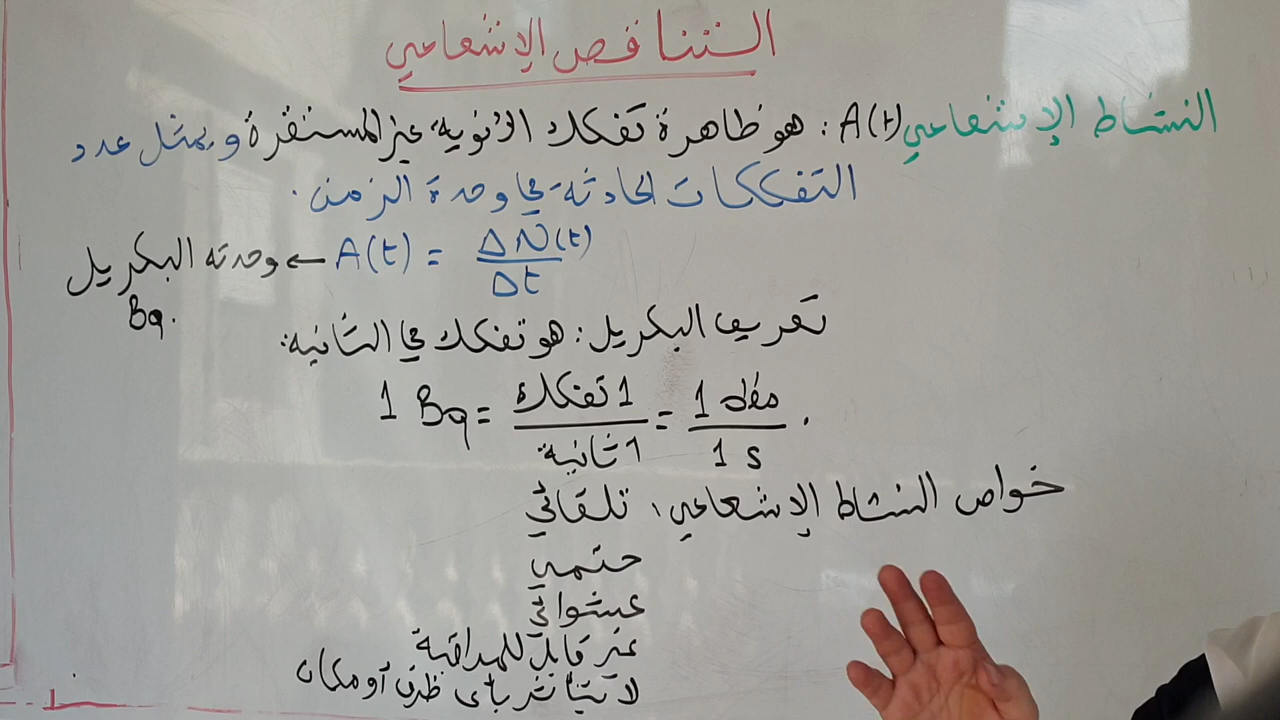 التناقص الإشعاعي
النشاط الإشعاعي A(t) : هو ظاهرة تفكك الأنوية غير المستقرة و يمثل عدد
التفككات الحادثة في وحدة الزمن .
A(t) = ΔN(t) / Δt ← وحدته البكريل
Bq.
تعريف البكريل : هو تفكك في الثانية.
1 Bq = 1 تفكك / 1 ثانية = 1 / 1 s .
خواص النشاط الإشعاعي : تلقائي
حتمي
عشوائي
غير قابل للمراقبة
لا يتأثر بأي ظرف أو مكان